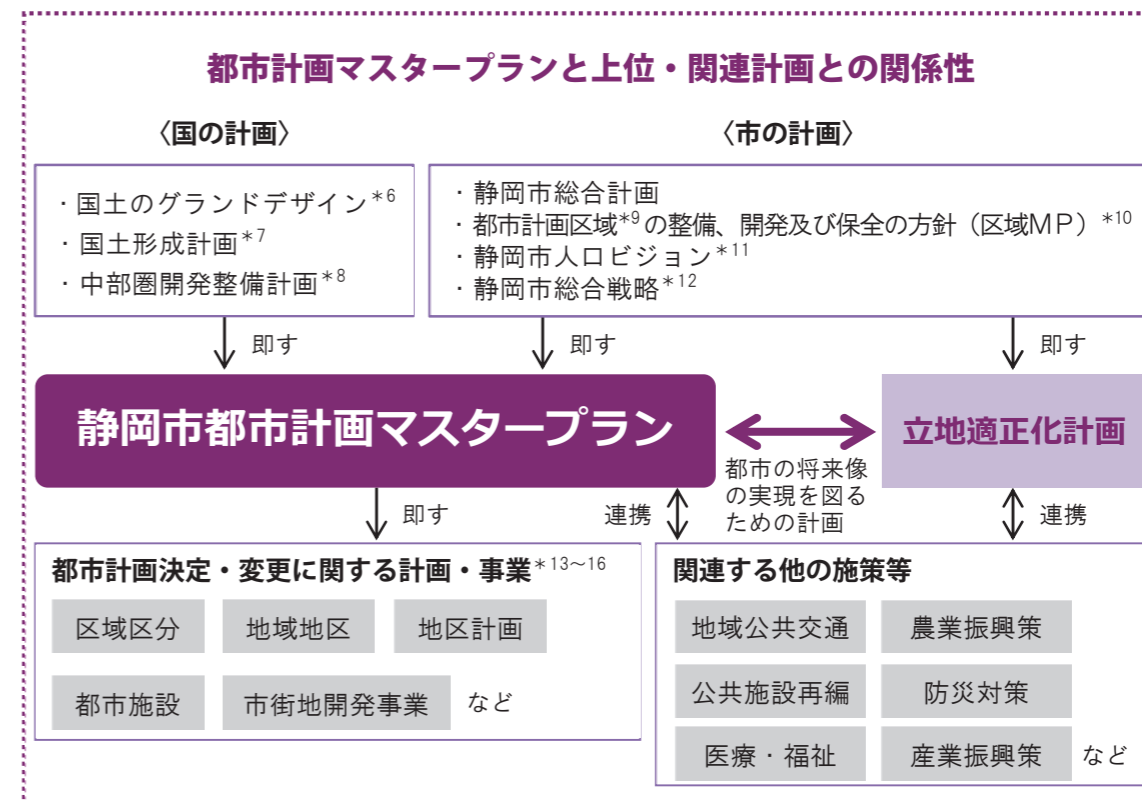 都市計画マスタープランと上位・関連計画との関係性
〈国の計画〉
・国土のグランドデザイン*6
・国土形成計画*7
・中部圏開発整備計画*8
〈市の計画〉
・静岡市総合計画
・都市計画区域*9の整備、開発及び保全の方針（区域MP）*10
・静岡市人口ビジョン*11
・静岡市総合戦略*12
即す
即す
即す
静岡市都市計画マスタープラン
都市の将来像
の実現を図る
ための計画
立地適正化計画
即す
連携
連携
都市計画決定・変更に関する計画・事業*13～16
区域区分
地域地区
地区計画
都市施設
市街地開発事業
など
関連する他の施策等
地域公共交通
農業振興策
公共施設再編
防災対策
医療・福祉
産業振興策
など